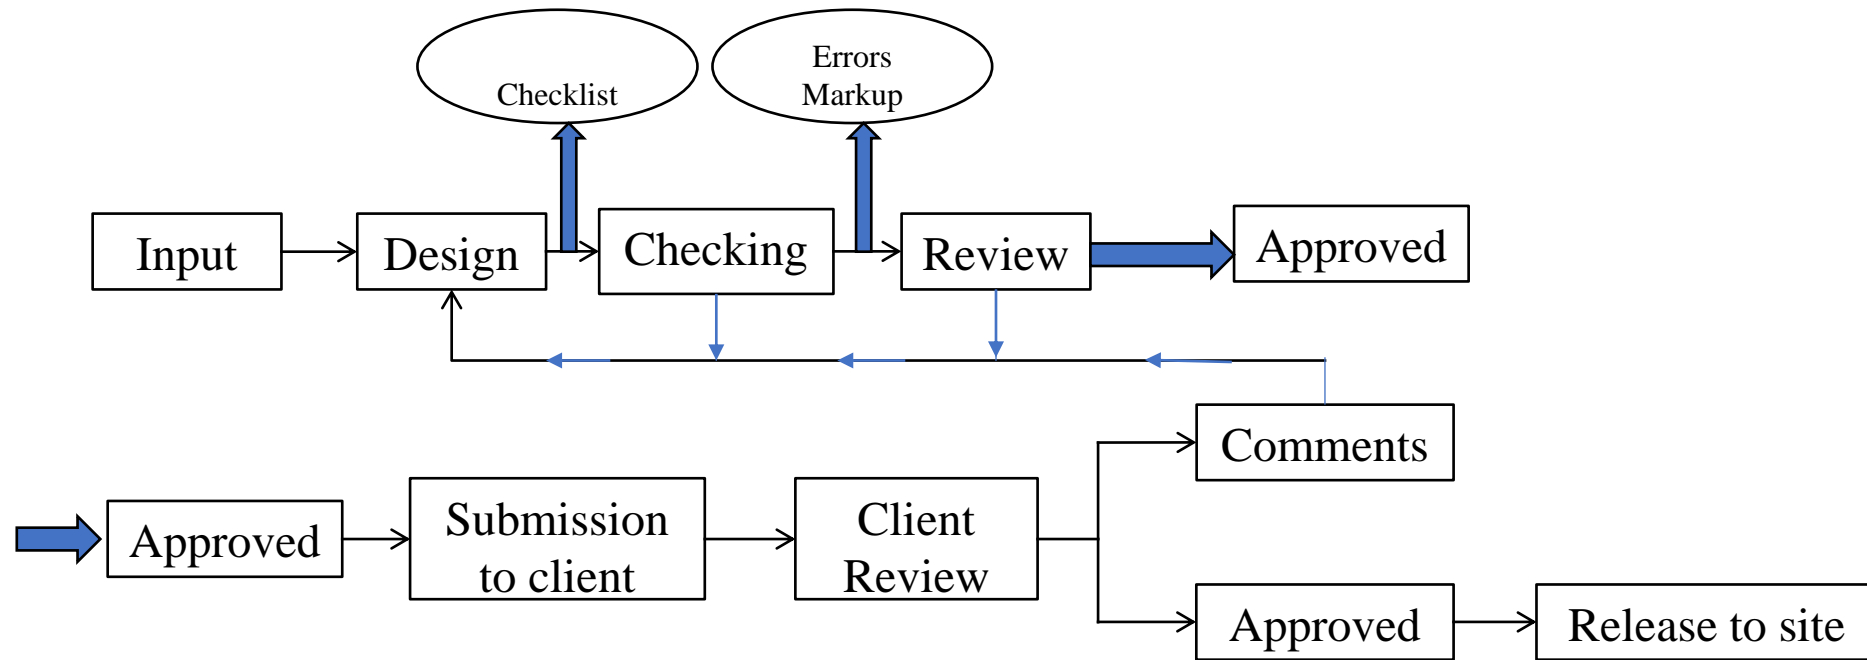 Checklist
Errors
Markup
Input
Design
Checking
Review
Approved
Comments
Approved
Submission
to client
Client
Review
Approved
Release to site